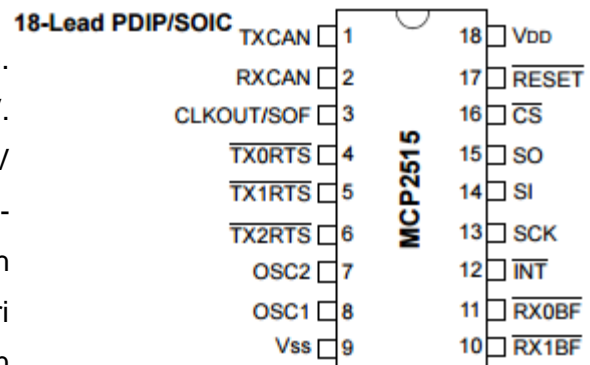 18-Lead PDIP/SOIC
TXCAN 1 18 VDD
RXCAN 2 17 RESET
CLKOUT/SOF 3 16 CS
TX0RTS 4 15 SO
TX1RTS 5 14 SI
TX2RTS 6 13 SCK
OSC2 7 12 INT
OSC1 8 11 RX0BF
Vss 9 10 RX1BF
MCP2515